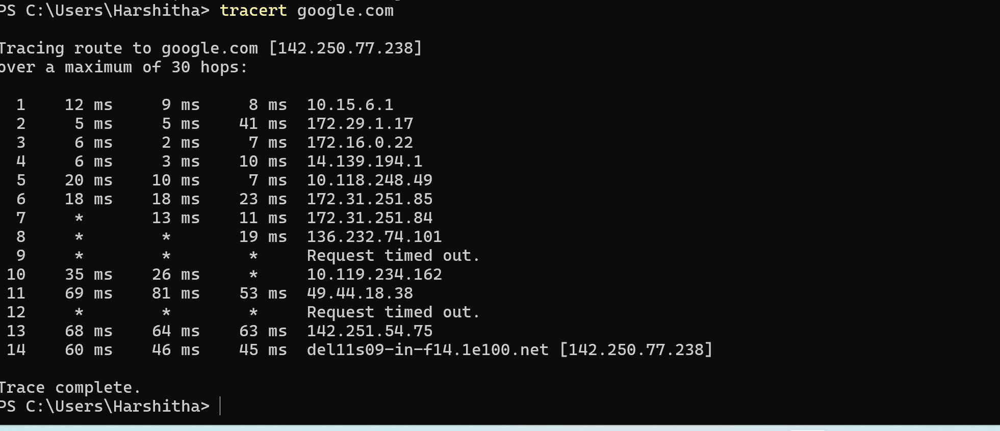 PS C:\Users\Harshitha> tracert google.com
Tracing route to google.com [142.250.77.238]
over a maximum of 30 hops:
1 12 ms 9 ms 8 ms 10.15.6.1
2 5 ms 5 ms 41 ms 172.29.1.17
3 6 ms 2 ms 7 ms 172.16.0.22
4 6 ms 3 ms 10 ms 14.139.194.1
5 20 ms 10 ms 7 ms 10.118.248.49
6 18 ms 18 ms 23 ms 172.31.251.85
7 * 13 ms 11 ms 172.31.251.84
8 * * 19 ms 136.232.74.101
9 * * * Request timed out.
10 35 ms 26 ms * 10.119.234.162
11 69 ms 81 ms 53 ms 49.44.18.38
12 * * * Request timed out.
13 68 ms 64 ms 63 ms 142.251.54.75
14 60 ms 46 ms 45 ms del11s09-in-f14.1e100.net [142.250.77.238]
Trace complete.
PS C:\Users\Harshitha>